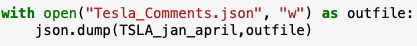 with open("Tesla_Comments.json", "w") as outfile:
    json.dump(TSLA_jan_april,outfile)